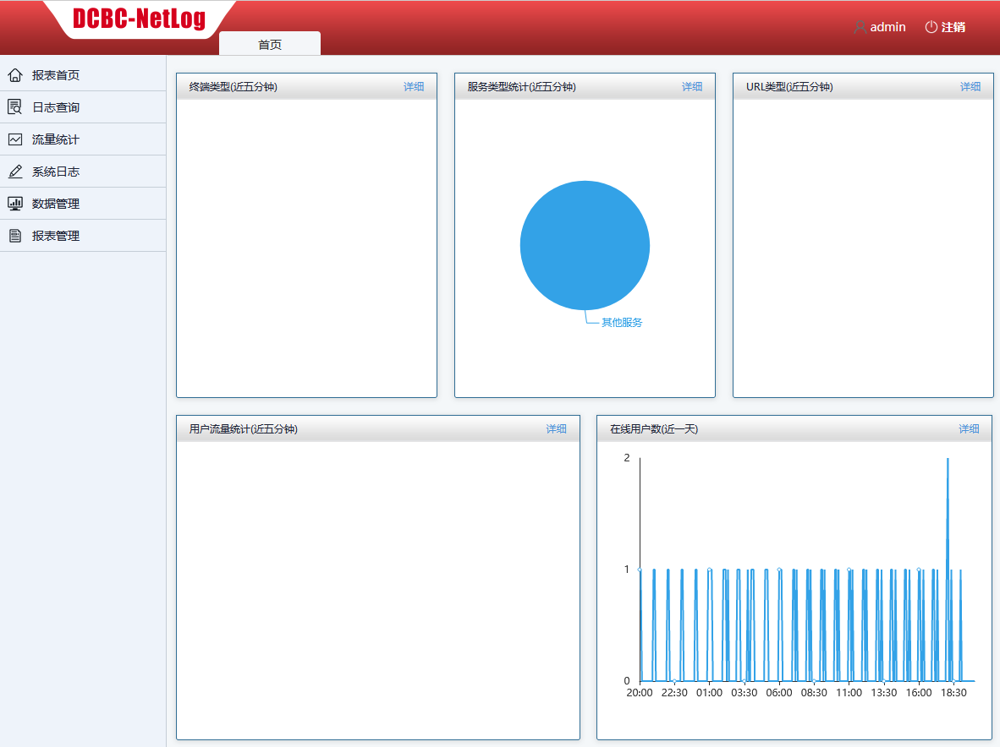 DCBC-NetLog
首页
admin
注销
报表首页
日志查询
流量统计
系统日志
数据管理
报表管理
终端类型(近五分钟) 详细
服务类型统计(近五分钟) 详细
其他服务
URL类型(近五分钟) 详细
用户流量统计(近五分钟) 详细
在线用户数(近一天) 详细
2
1
0
20:00 22:30 01:00 03:30 06:00 08:30 11:00 13:30 16:00 18:30